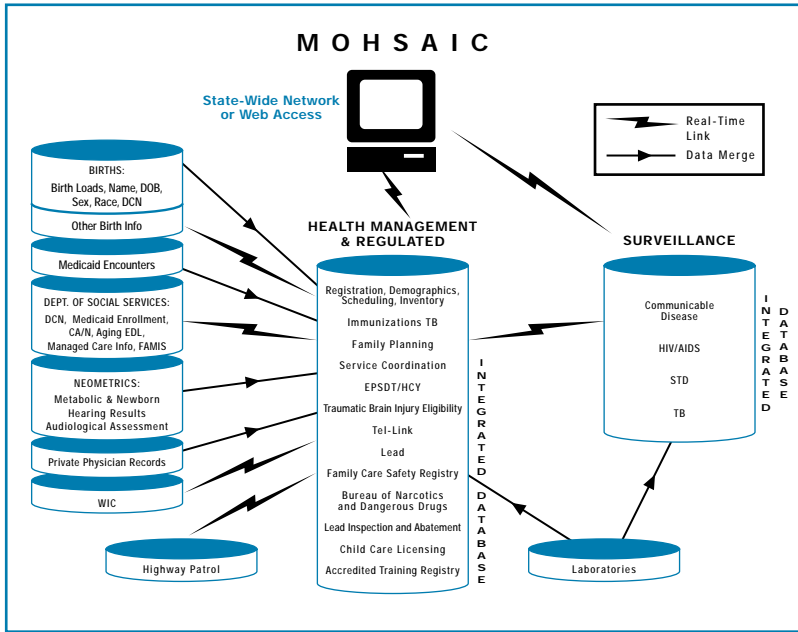 MOHSAIC
State-Wide Network
or Web Access
Real-Time
Link
Data Merge
BIRTHS:
Birth Loads, Name, DOB,
Sex, Race, DCN
Other Birth Info
Medicaid Encounters
DEPT. OF SOCIAL SERVICES:
DCN, Medicaid Enrollment,
CA/N, Aging EDL,
Managed Care Info, FAMIS
NEOMETRICS:
Metabolic & Newborn
Hearing Results
Audiological Assessment
Private Physician Records
WIC
Highway Patrol
HEALTH MANAGEMENT
& REGULATED
Registration, Demographics,
Scheduling, Inventory
Immunizations TB
Family Planning
Service Coordination
EPSDT/HCY
Traumatic Brain Injury Eligibility
Tel-Link
Lead
Family Care Safety Registry
Bureau of Narcotics
and Dangerous Drugs
Lead Inspection and Abatement
Child Care Licensing
Accredited Training Registry
INTEGRATED DATABASE
SURVEILLANCE
Communicable
Disease
HIV/AIDS
STD
TB
INTEGRATED
DATABASE
Laboratories